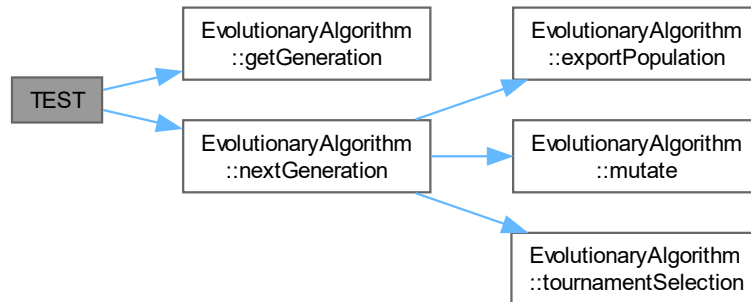 TEST
EvolutionaryAlgorithm
::getGeneration
EvolutionaryAlgorithm
::nextGeneration
EvolutionaryAlgorithm
::exportPopulation
EvolutionaryAlgorithm
::mutate
EvolutionaryAlgorithm
::tournamentSelection